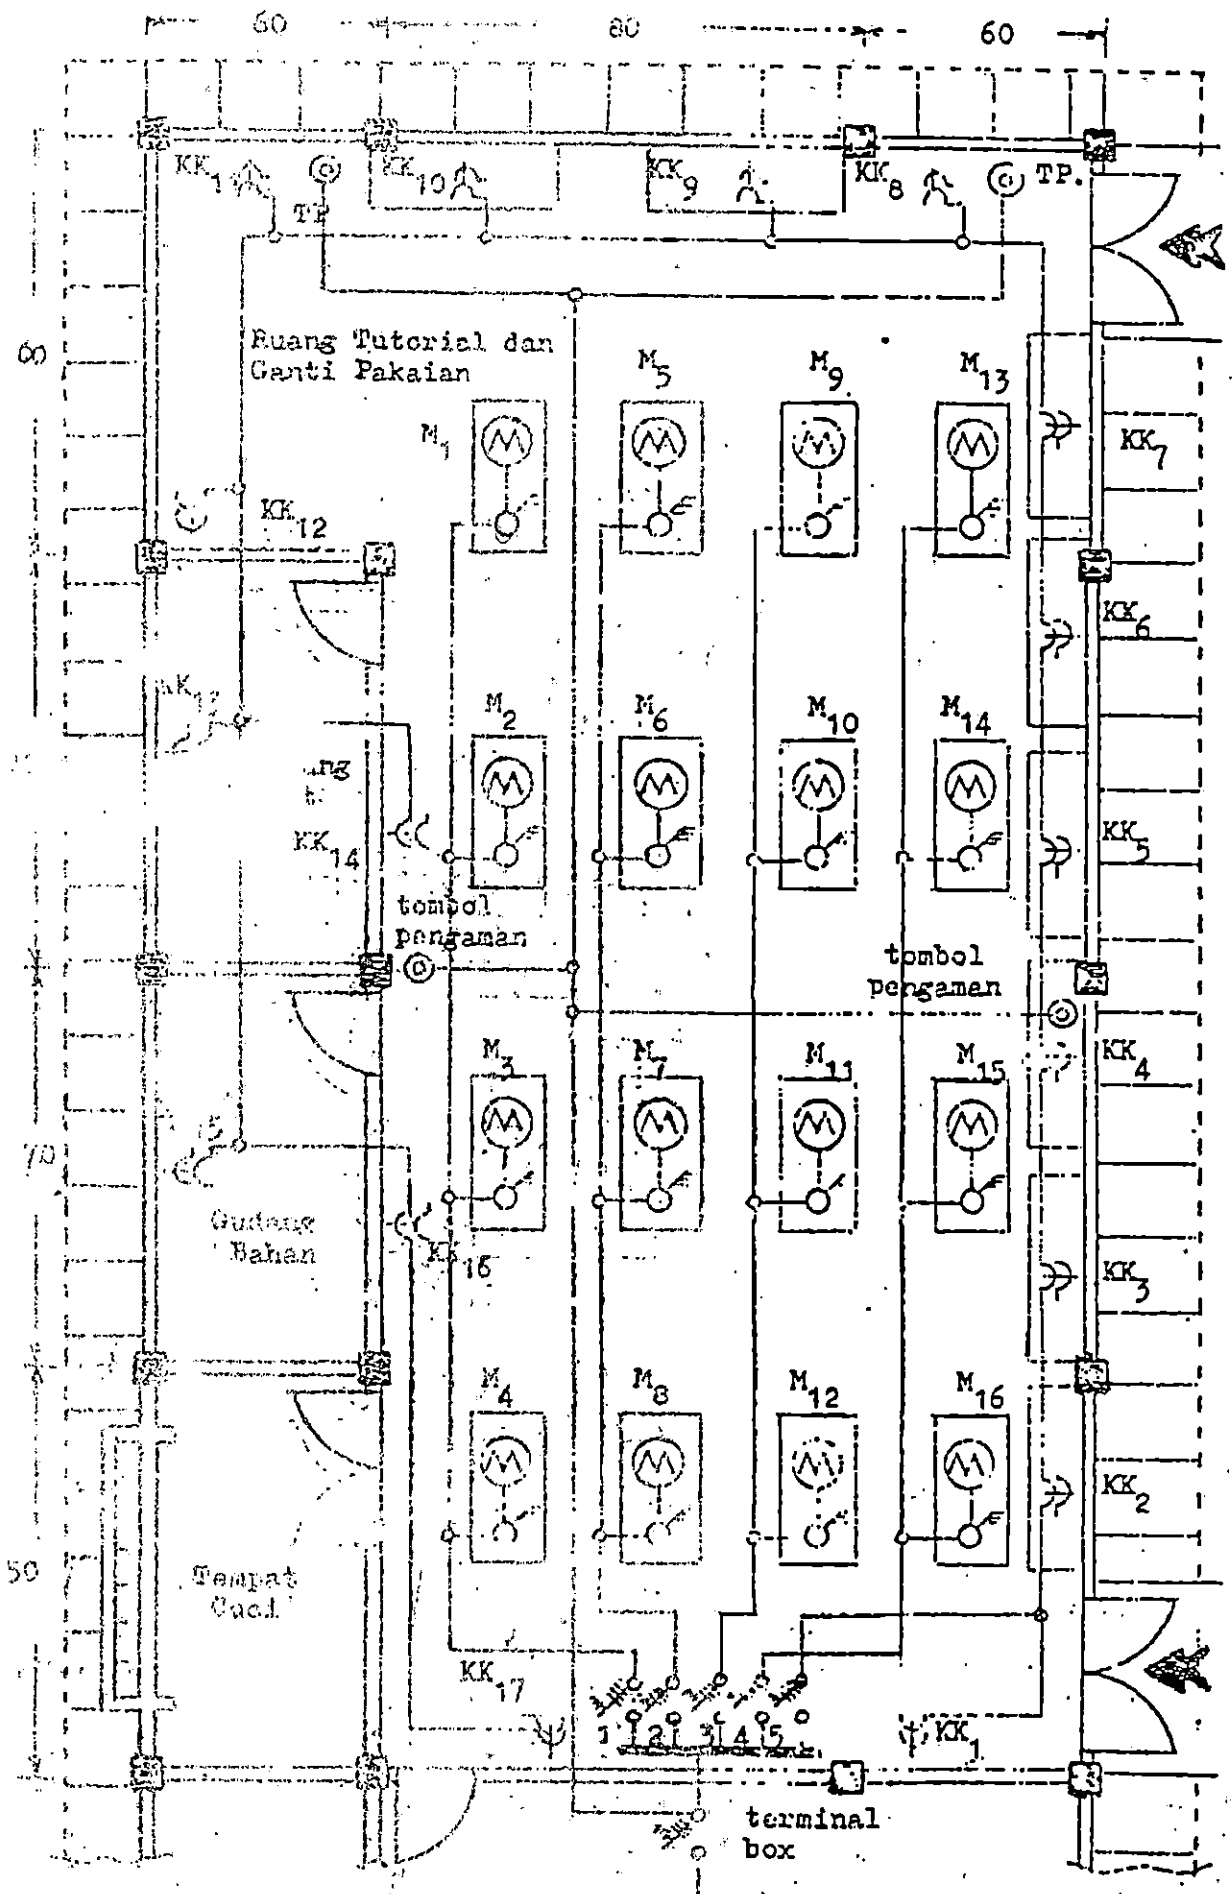 60 80 60
KK11 KK10 KK9 KK8 TP.
TP
60
Ruang Tutorial dan
Ganti Pakaian
M1 M5 M9 M13
KK7
KK12
KK6
M2 M6 M10 M14
KK14 KK5
tombol
pengaman
tombol
pengaman
M3 M7 M11 M15 KK4
70
Gudang
Bahan
KK16 KK3
M4 M8 M12 M16
KK2
50
Tempat
Cuci
KK17
1 2 3 4 5 KK1
terminal
box